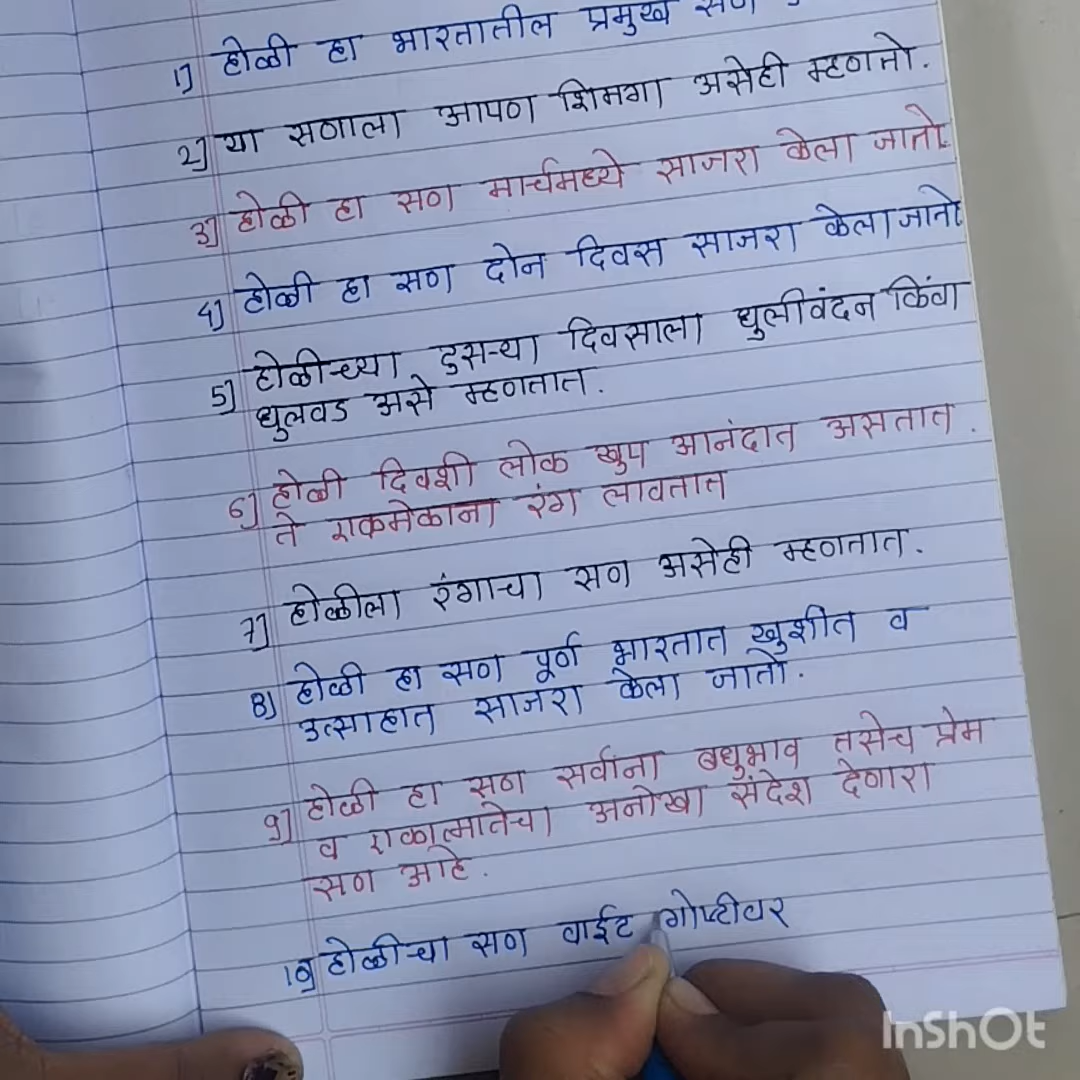 1) होळी हा भारतातील प्रमुख सण
2) या सणाला आपण शिमगा असेही म्हणतो.
3) होळी हा सण मार्चमध्ये साजरा केला जातो.
4) होळी हा सण दोन दिवस साजरा केला जातो
5) होळीच्या दुसऱ्या दिवसाला धुलीवंदन किंवा
धुलवड असे म्हणतात.
6) होळी दिवशी लोक खुप आनंदात असतात.
ते एकमेकाना रंग लावतात
7) होळीला रंगाचा सण असेही म्हणतात.
8) होळी हा सण पूर्ण भारतात खुशीत व
उत्साहात साजरा केला जातो.
9) होळी हा सण सर्वाना बधुभाव तसेच प्रेम
व एकात्मातेचा अनोखा संदेश देणारा
सण आहे.
10) होळीचा सण वाईट गोष्टीवर
InShOt